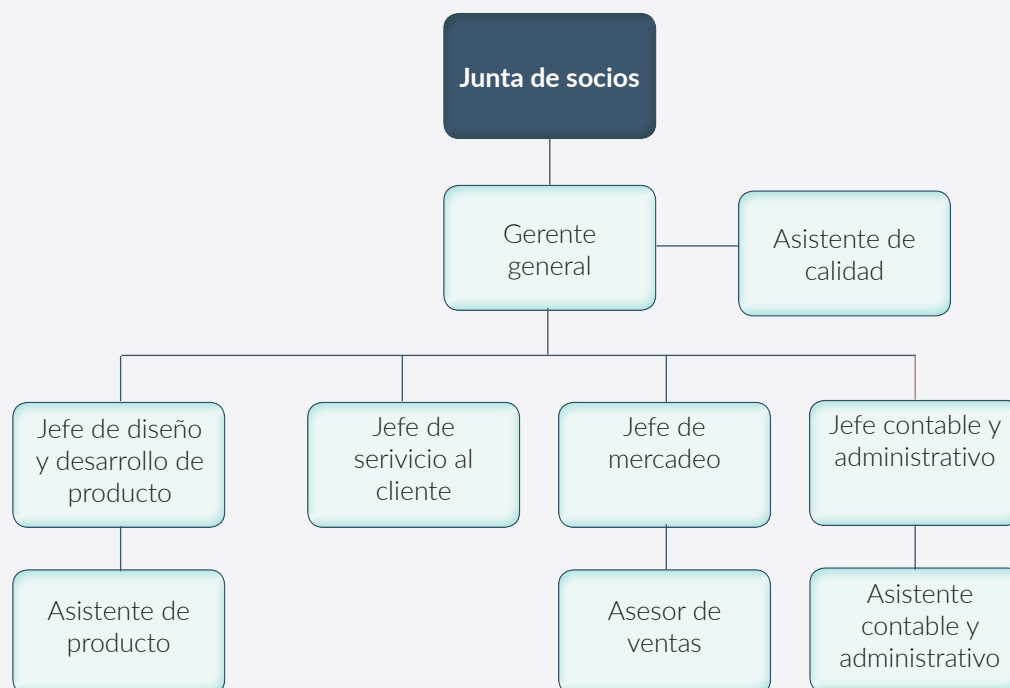 Junta de socios
Gerente
general
Asistente de
calidad
Jefe de diseño
y desarrollo de
producto
Jefe de
serivicio al
cliente
Jefe de
mercadeo
Jefe contable y
administrativo
Asistente de
producto
Asesor de
ventas
Asistente
contable y
administrativo